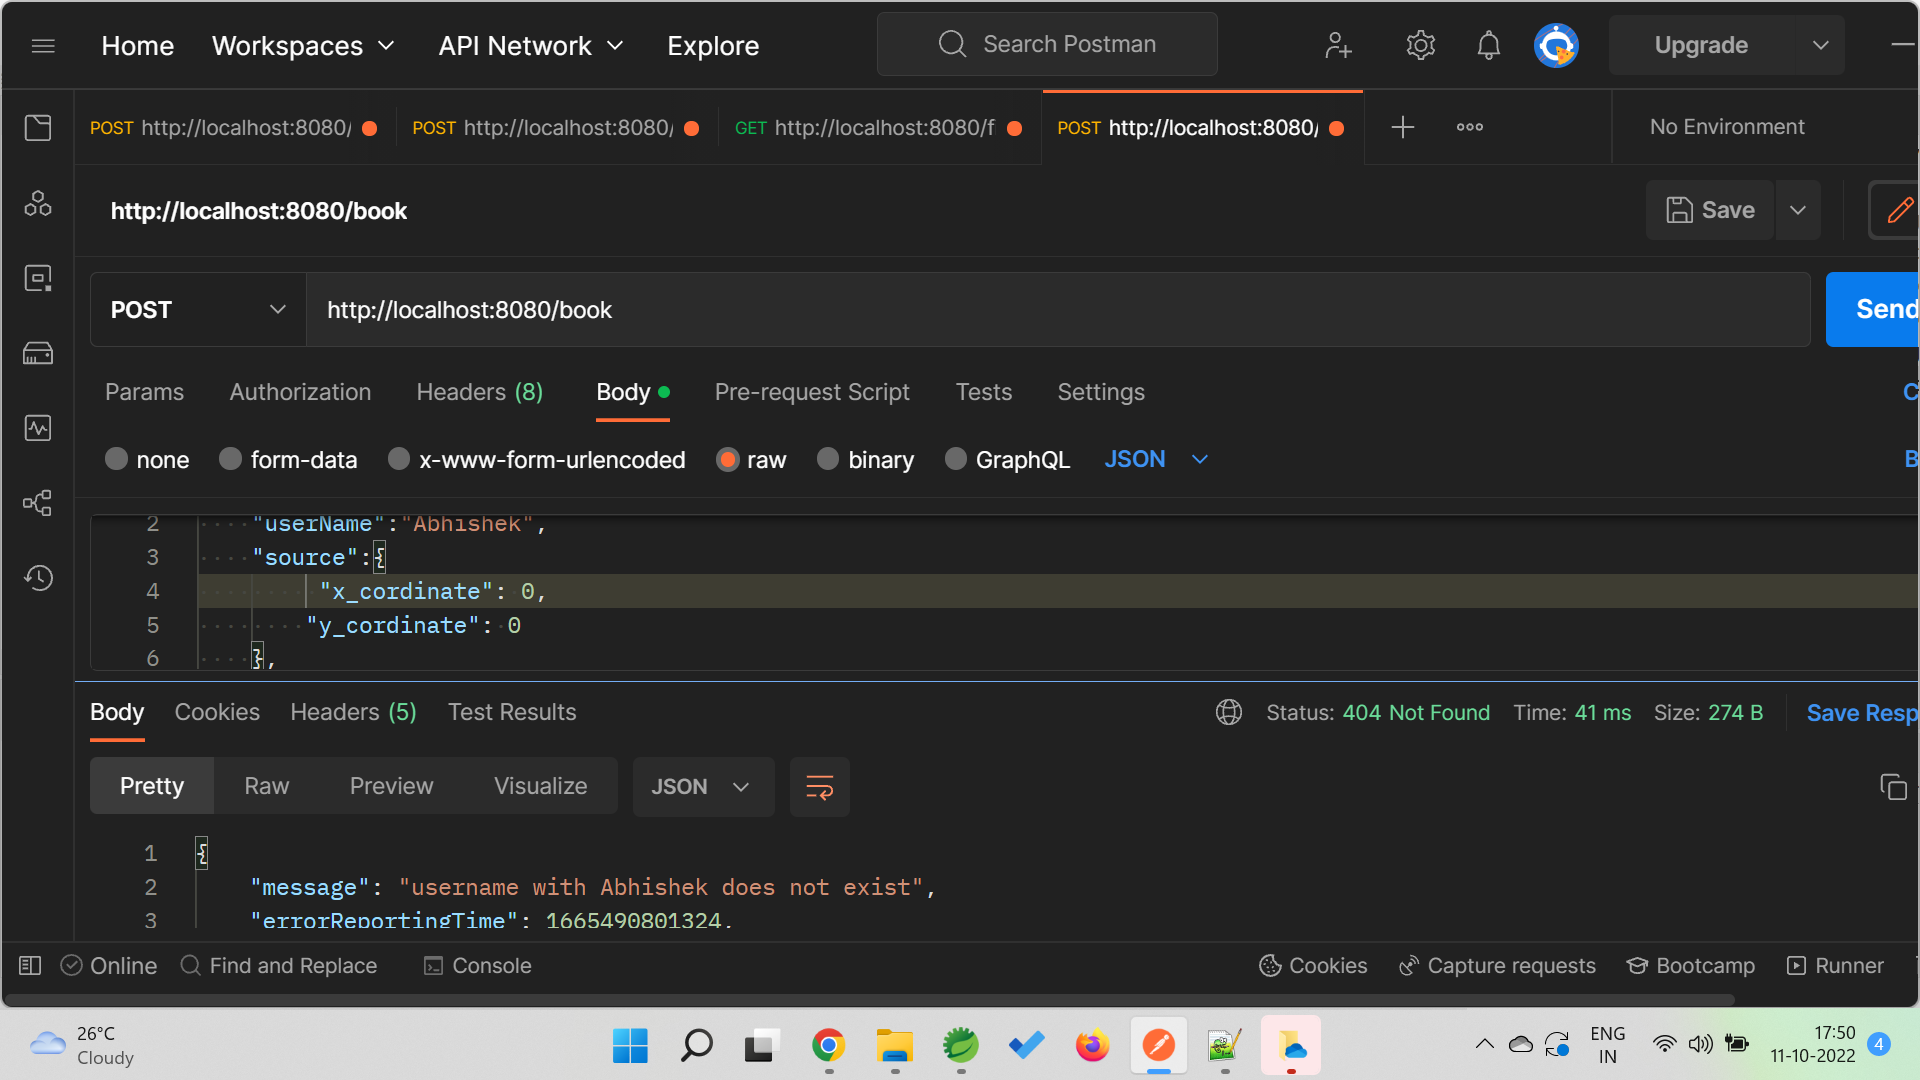 Home Workspaces API Network Explore Search Postman Upgrade
POST http://localhost:8080/ POST http://localhost:8080/ GET http://localhost:8080/f POST http://localhost:8080/ No Environment
http://localhost:8080/book Save
POST http://localhost:8080/book Send
Params Authorization Headers (8) Body Pre-request Script Tests Settings C
none form-data x-www-form-urlencoded raw binary GraphQL JSON B
2 "userName":"Abhishek",
3 "source":{
4 "x_cordinate": 0,
5 "y_cordinate": 0
6 },
Body Cookies Headers (5) Test Results Status: 404 Not Found Time: 41 ms Size: 274 B Save Resp
Pretty Raw Preview Visualize JSON
1 {
2 "message": "username with Abhishek does not exist",
3 "errorReportingTime": 1665490801324,
Online Find and Replace Console Cookies Capture requests Bootcamp Runner
26°C
Cloudy
ENG
IN
17:50
11-10-2022
4